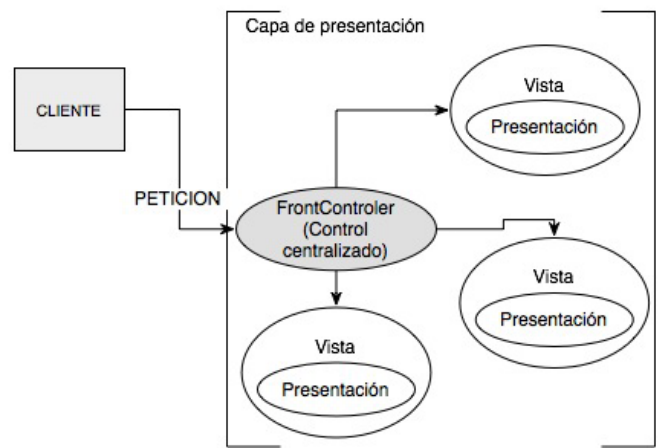 Capa de presentación
CLIENTE
Vista
Presentación
PETICION
FrontControler
(Control
centralizado)
Vista
Presentación
Vista
Presentación